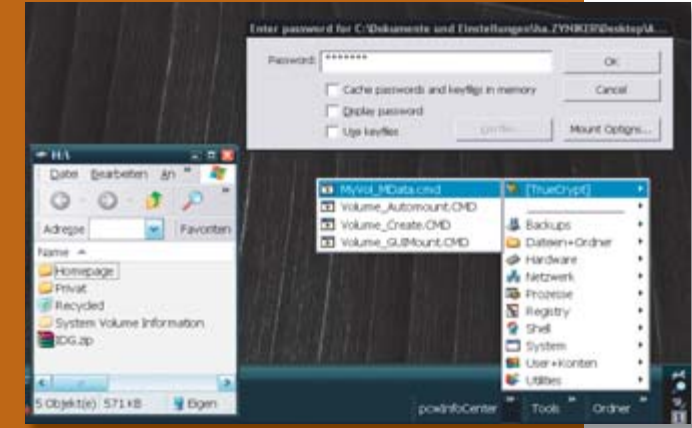 Enter password for C:\Dokumente und Einstellungen\ha.ZYNIKER\Desktop\A...
Password: *******
OK
Cache passwords and keyfiles in memory
Cancel
Display password
Use keyfiles
Mount Options...
HA
Datei Bearbeiten An »
Adresse
Favoriten
Name
Homepage
Privat
Recycled
System Volume Information
IDG.zip
5 Objekt(e) 571 KB
Eigen
MyVol_MData.cmd
Volume_Automount.CMD
Volume_Create.CMD
Volume_GUIMount.CMD
[TrueCrypt]
Backups
Dateien+Ordner
Hardware
Netzwerk
Prozesse
Registry
Shell
System
User+Konten
Utilities
pcwInfoCenter » Tools » Ordner »